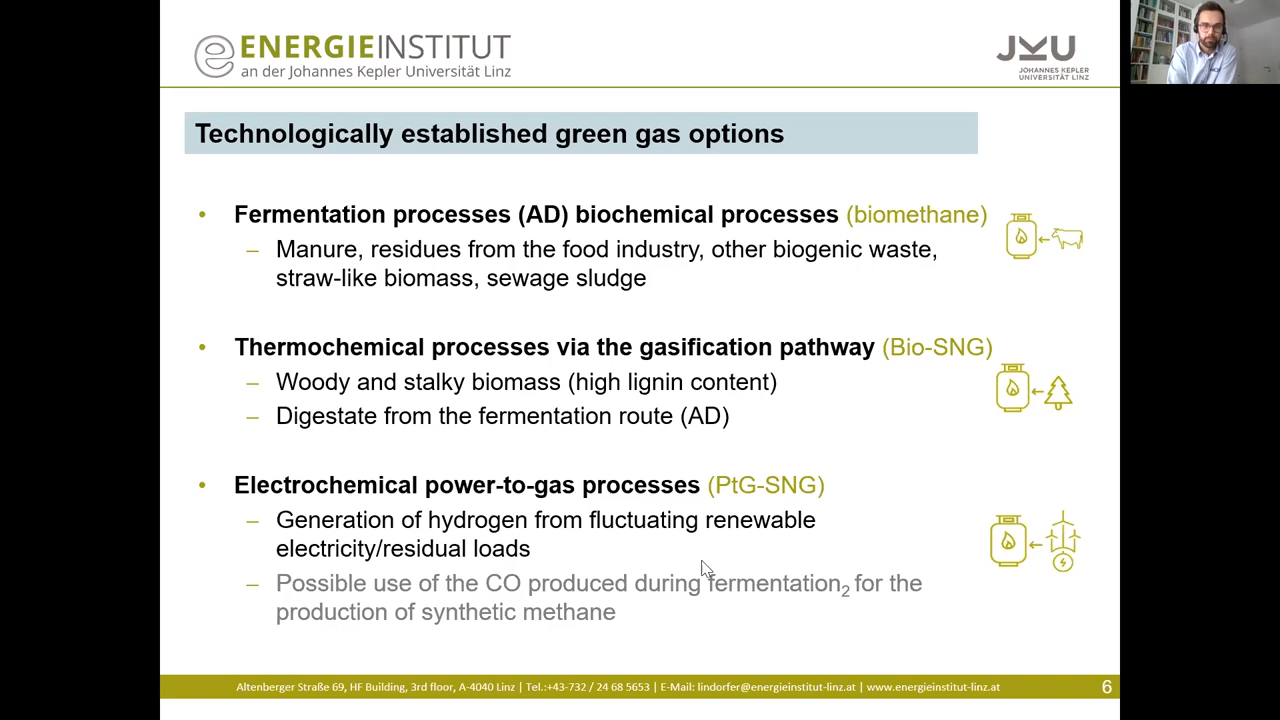 ENERGIEINSTITUT
an der Johannes Kepler Universität Linz
JKU
JOHANNES KEPLER
UNIVERSITÄT LINZ
Technologically established green gas options
• Fermentation processes (AD) biochemical processes (biomethane)
– Manure, residues from the food industry, other biogenic waste,
straw-like biomass, sewage sludge
• Thermochemical processes via the gasification pathway (Bio-SNG)
– Woody and stalky biomass (high lignin content)
– Digestate from the fermentation route (AD)
• Electrochemical power-to-gas processes (PtG-SNG)
– Generation of hydrogen from fluctuating renewable
electricity/residual loads
– Possible use of the CO produced during fermentation₂ for the
production of synthetic methane
Altenberger Straße 69, HF Building, 3rd floor, A-4040 Linz | Tel.:+43-732 / 24 68 5653 | E-Mail: lindorfer@energieinstitut-linz.at | www.energieinstitut-linz.at
6